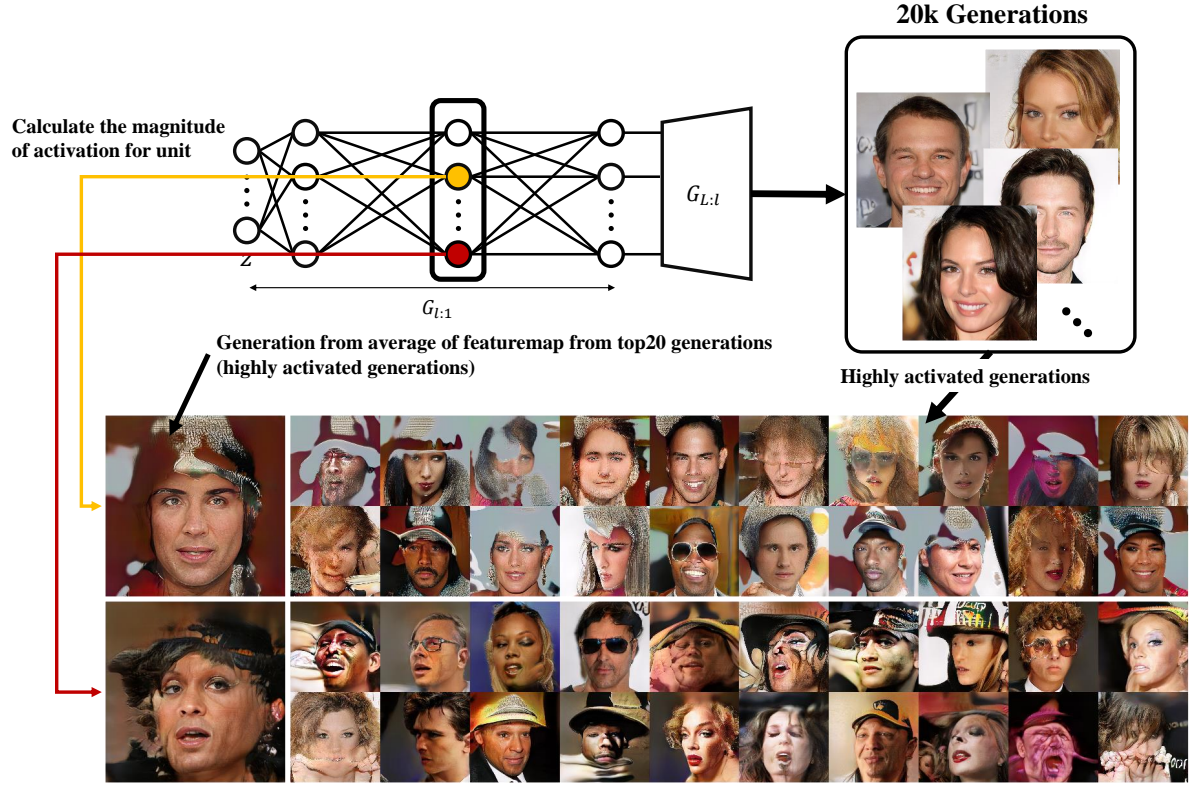 20k Generations
Calculate the magnitude
of activation for unit
z
G_{L:l}
G_{l:1}
Generation from average of featuremap from top20 generations
(highly activated generations)
Highly activated generations